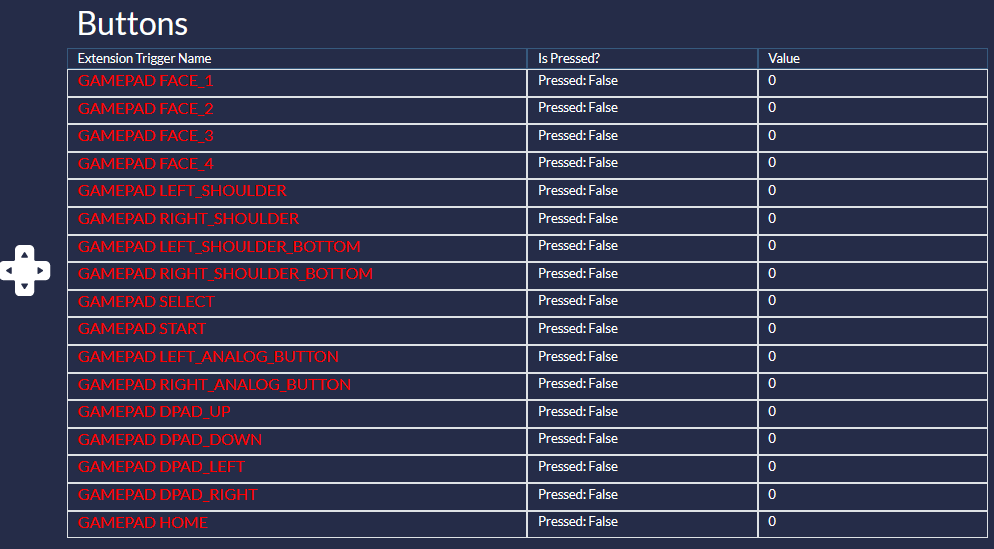 Buttons
Extension Trigger Name Is Pressed? Value
GAMEPAD FACE_1 Pressed: False 0
GAMEPAD FACE_2 Pressed: False 0
GAMEPAD FACE_3 Pressed: False 0
GAMEPAD FACE_4 Pressed: False 0
GAMEPAD LEFT_SHOULDER Pressed: False 0
GAMEPAD RIGHT_SHOULDER Pressed: False 0
GAMEPAD LEFT_SHOULDER_BOTTOM Pressed: False 0
GAMEPAD RIGHT_SHOULDER_BOTTOM Pressed: False 0
GAMEPAD SELECT Pressed: False 0
GAMEPAD START Pressed: False 0
GAMEPAD LEFT_ANALOG_BUTTON Pressed: False 0
GAMEPAD RIGHT_ANALOG_BUTTON Pressed: False 0
GAMEPAD DPAD_UP Pressed: False 0
GAMEPAD DPAD_DOWN Pressed: False 0
GAMEPAD DPAD_LEFT Pressed: False 0
GAMEPAD DPAD_RIGHT Pressed: False 0
GAMEPAD HOME Pressed: False 0